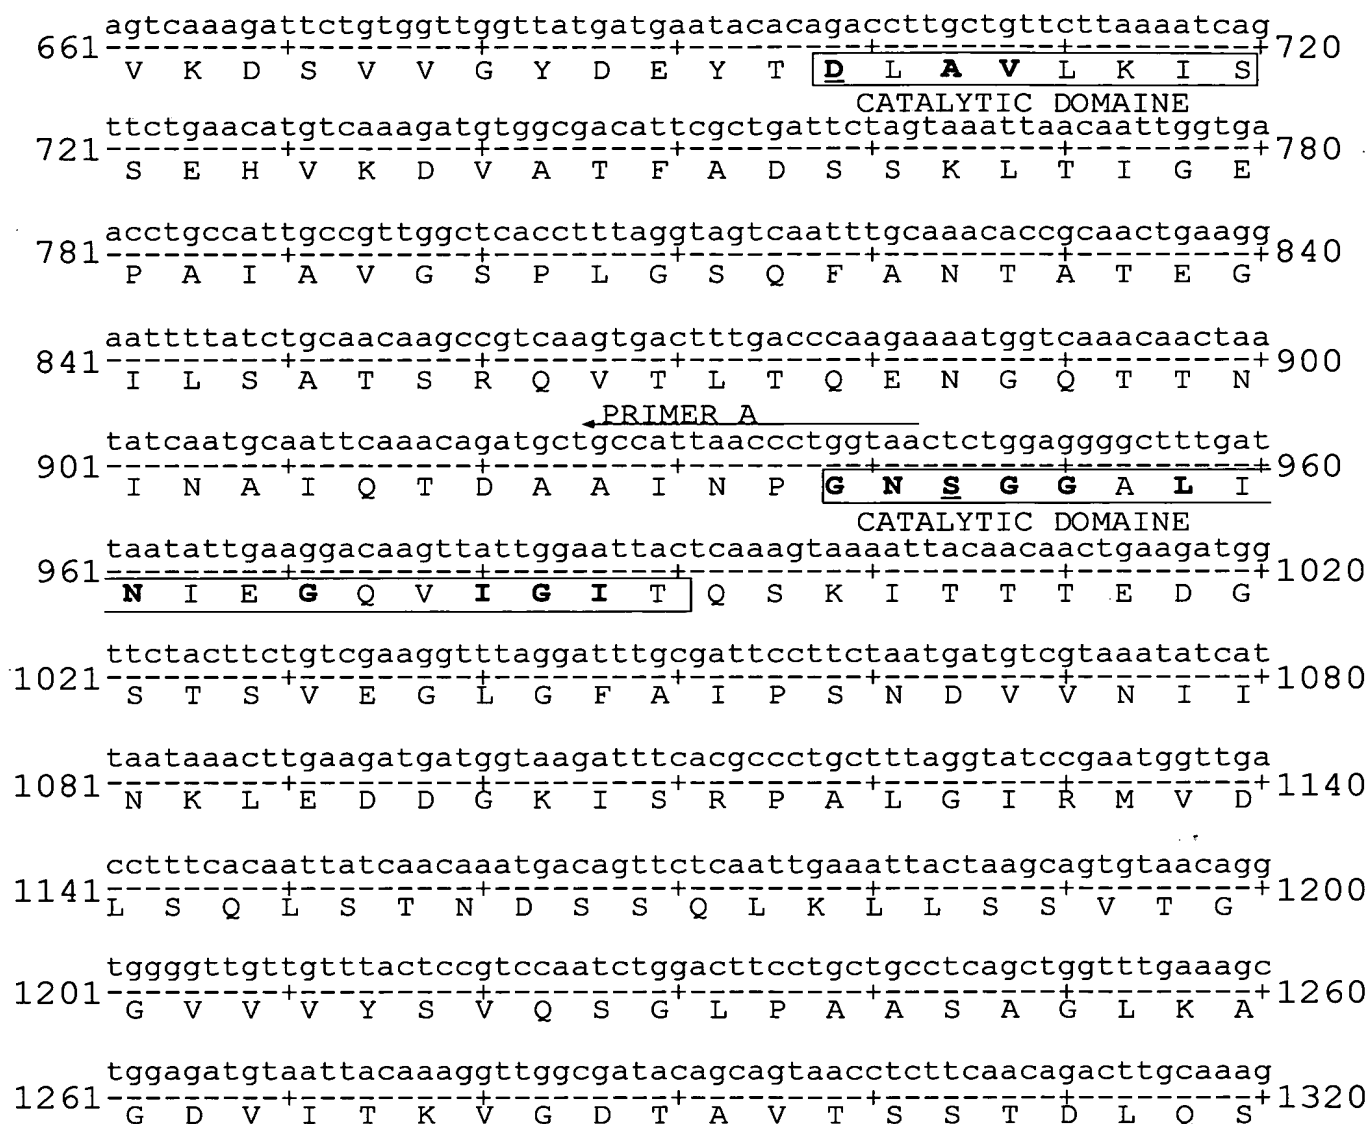 agtcaaagattctgtggttggttatgatgaatacacagaccttgctgttcttaaaatcag
661 ---------+---------+---------+---------+---------+---------+ 720
V K D S V V G Y D E Y T D L A V L K I S
CATALYTIC DOMAINE
ttctgaacatgtcaaagatgtggcgacattcgctgattctagtaaattaacaattggtga
721 ---------+---------+---------+---------+---------+---------+ 780
S E H V K D V A T F A D S S K L T I G E
acctgccattgccgttggctcacctttaggtagtcaatttgcaaacaccgcaactgaagg
781 ---------+---------+---------+---------+---------+---------+ 840
P A I A V G S P L G S Q F A N T A T E G
aattttatctgcaacaagccgtcaagtgactttgacccaagaaaatggtcaaacaactaa
841 ---------+---------+---------+---------+---------+---------+ 900
I L S A T S R Q V T L T Q E N G Q T T N
PRIMER A
tatcaatgcaattcaaacagatgctgccattaaccctggtaactctggaggggctttgat
901 ---------+---------+---------+---------+---------+---------+ 960
I N A I Q T D A A I N P G N S G G A L I
CATALYTIC DOMAINE
taatattgaaggacaagttattggaattactcaaagtaaaattacaacaactgaagatgg
961 ---------+---------+---------+---------+---------+---------+ 1020
N I E G Q V I G I T Q S K I T T T E D G
ttctacttctgtcgaaggtttaggatttgcgattccttctaatgatgtcgtaaatatcat
1021 ---------+---------+---------+---------+---------+---------+ 1080
S T S V E G L G F A I P S N D V V N I I
taataaacttgaagatgatggtaagatttcacgccctgctttaggtatccgaatggttga
1081 ---------+---------+---------+---------+---------+---------+ 1140
N K L E D D G K I S R P A L G I R M V D
cctttcacaattatcaacaaatgacagttctcaattgaaattactaagcagtgtaacagg
1141 ---------+---------+---------+---------+---------+---------+ 1200
L S Q L S T N D S S Q L K L L S S V T G
tggggttgttgtttactccgtccaatctggacttcctgctgcctcagctggtttgaaagc
1201 ---------+---------+---------+---------+---------+---------+ 1260
G V V V Y S V Q S G L P A A S A G L K A
tggagatgtaattacaaaggttggcgatacagcagtaacctcttcaacagacttgcaaag
1261 ---------+---------+---------+---------+---------+---------+ 1320
G D V I T K V G D T A V T S S T D L Q S